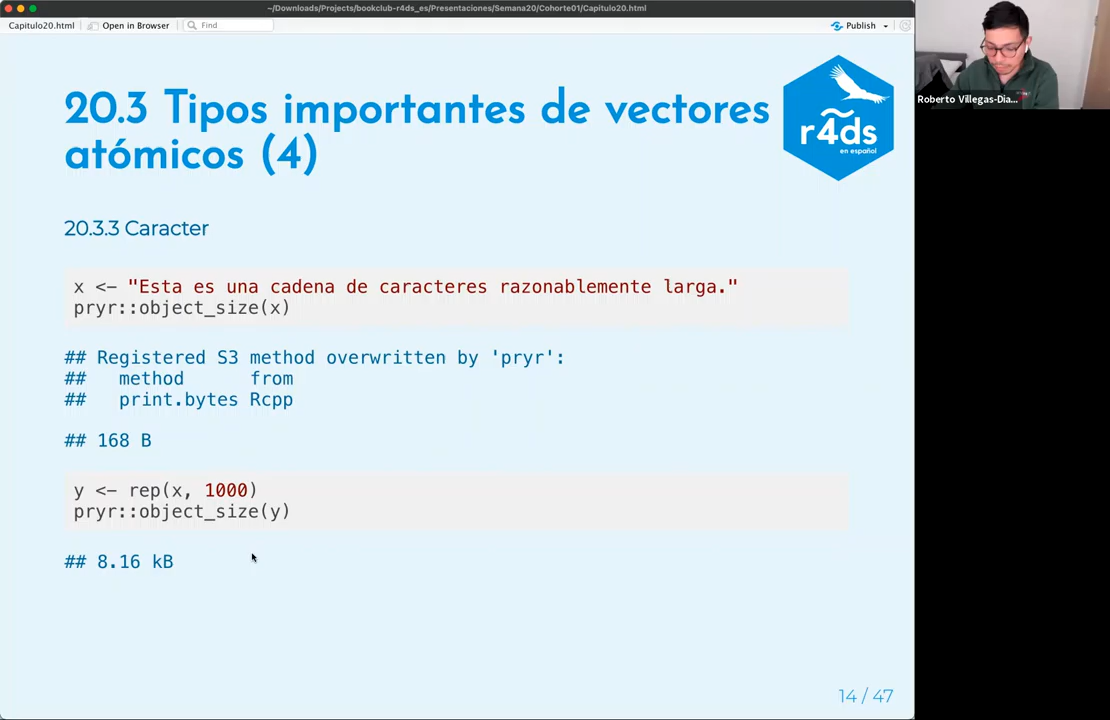 ~/Downloads/Projects/bookclub-r4ds_es/Presentaciones/Semana20/Cohorte01/Capitulo20.html
Capitulo20.html
Open in Browser
Find
Publish
20.3 Tipos importantes de vectores
atómicos (4)
r4ds
en español
Roberto Villegas-Dia...
20.3.3 Caracter
x <- "Esta es una cadena de caracteres razonablemente larga."
pryr::object_size(x)
## Registered S3 method overwritten by 'pryr':
##   method      from
##   print.bytes Rcpp
## 168 B
y <- rep(x, 1000)
pryr::object_size(y)
## 8.16 kB
14 / 47